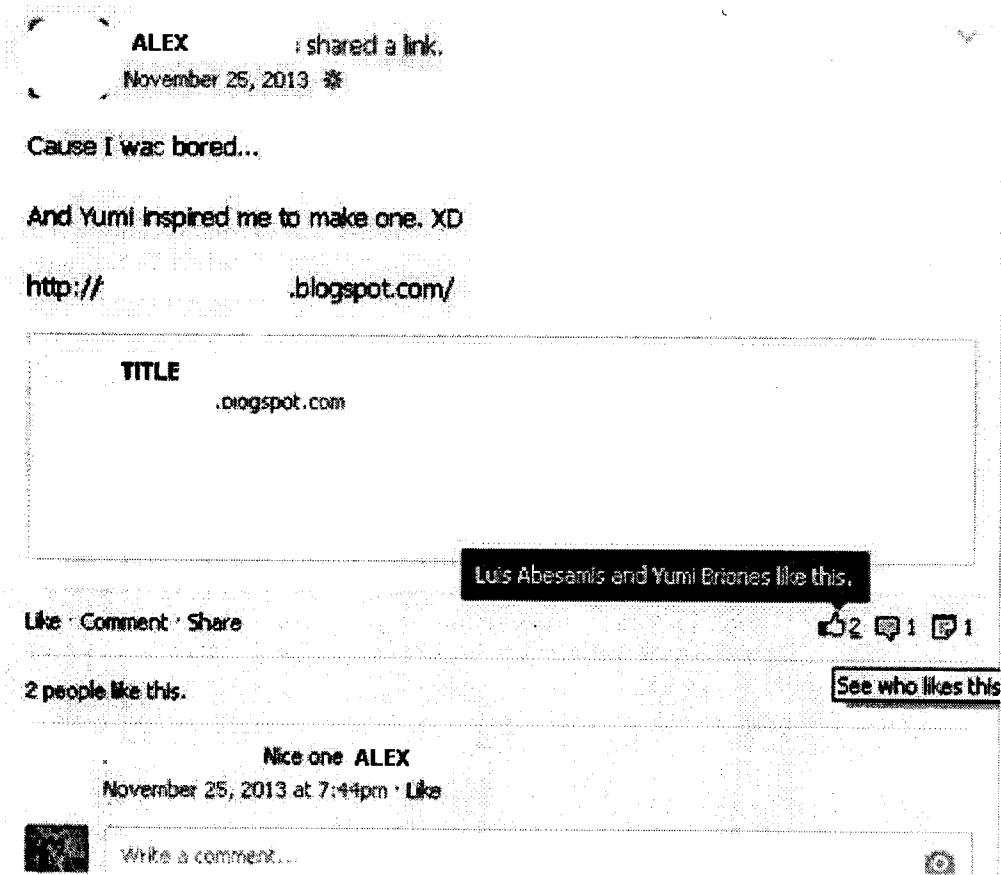 ALEX shared a link.
November 25, 2013
Cause I was bored...
And Yumi inspired me to make one. XD
http:// .blogspot.com/
TITLE
.blogspot.com
Luis Abesamis and Yumi Briones like this.
Like · Comment · Share
2 1 1
2 people like this.
See who likes this
Nice one ALEX
November 25, 2013 at 7:44pm · Like
Write a comment...